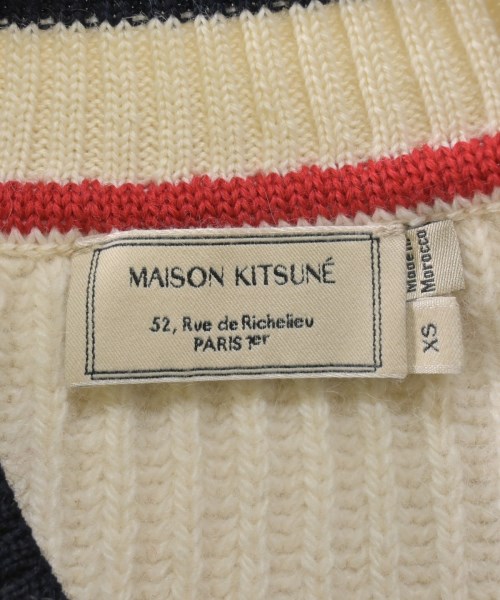 MAISON KITSUNÉ
52, Rue de Richelieu
PARIS 1er
Made in
Morocco
XS